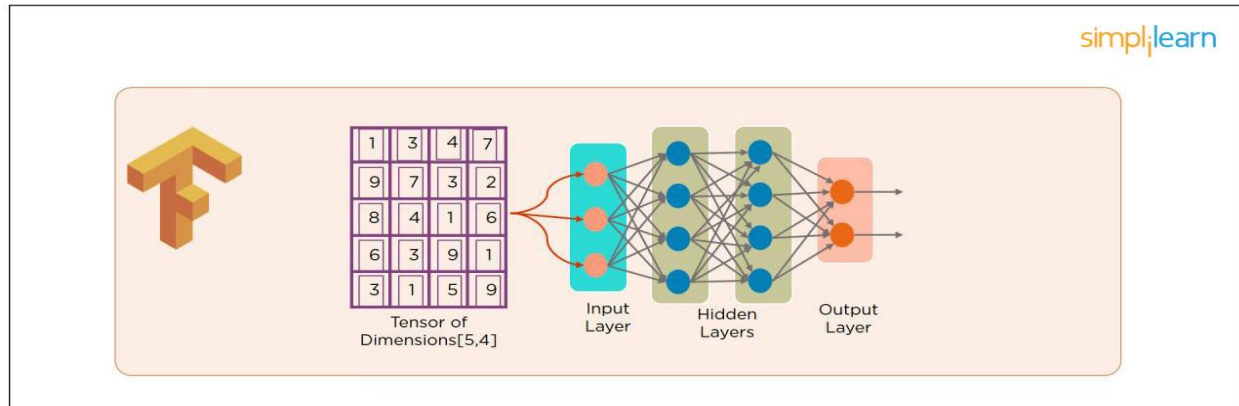 simplilearn
1 3 4 7
9 7 3 2
8 4 1 6
6 3 9 1
3 1 5 9
Tensor of
Dimensions[5,4]
Input
Layer
Hidden
Layers
Output
Layer